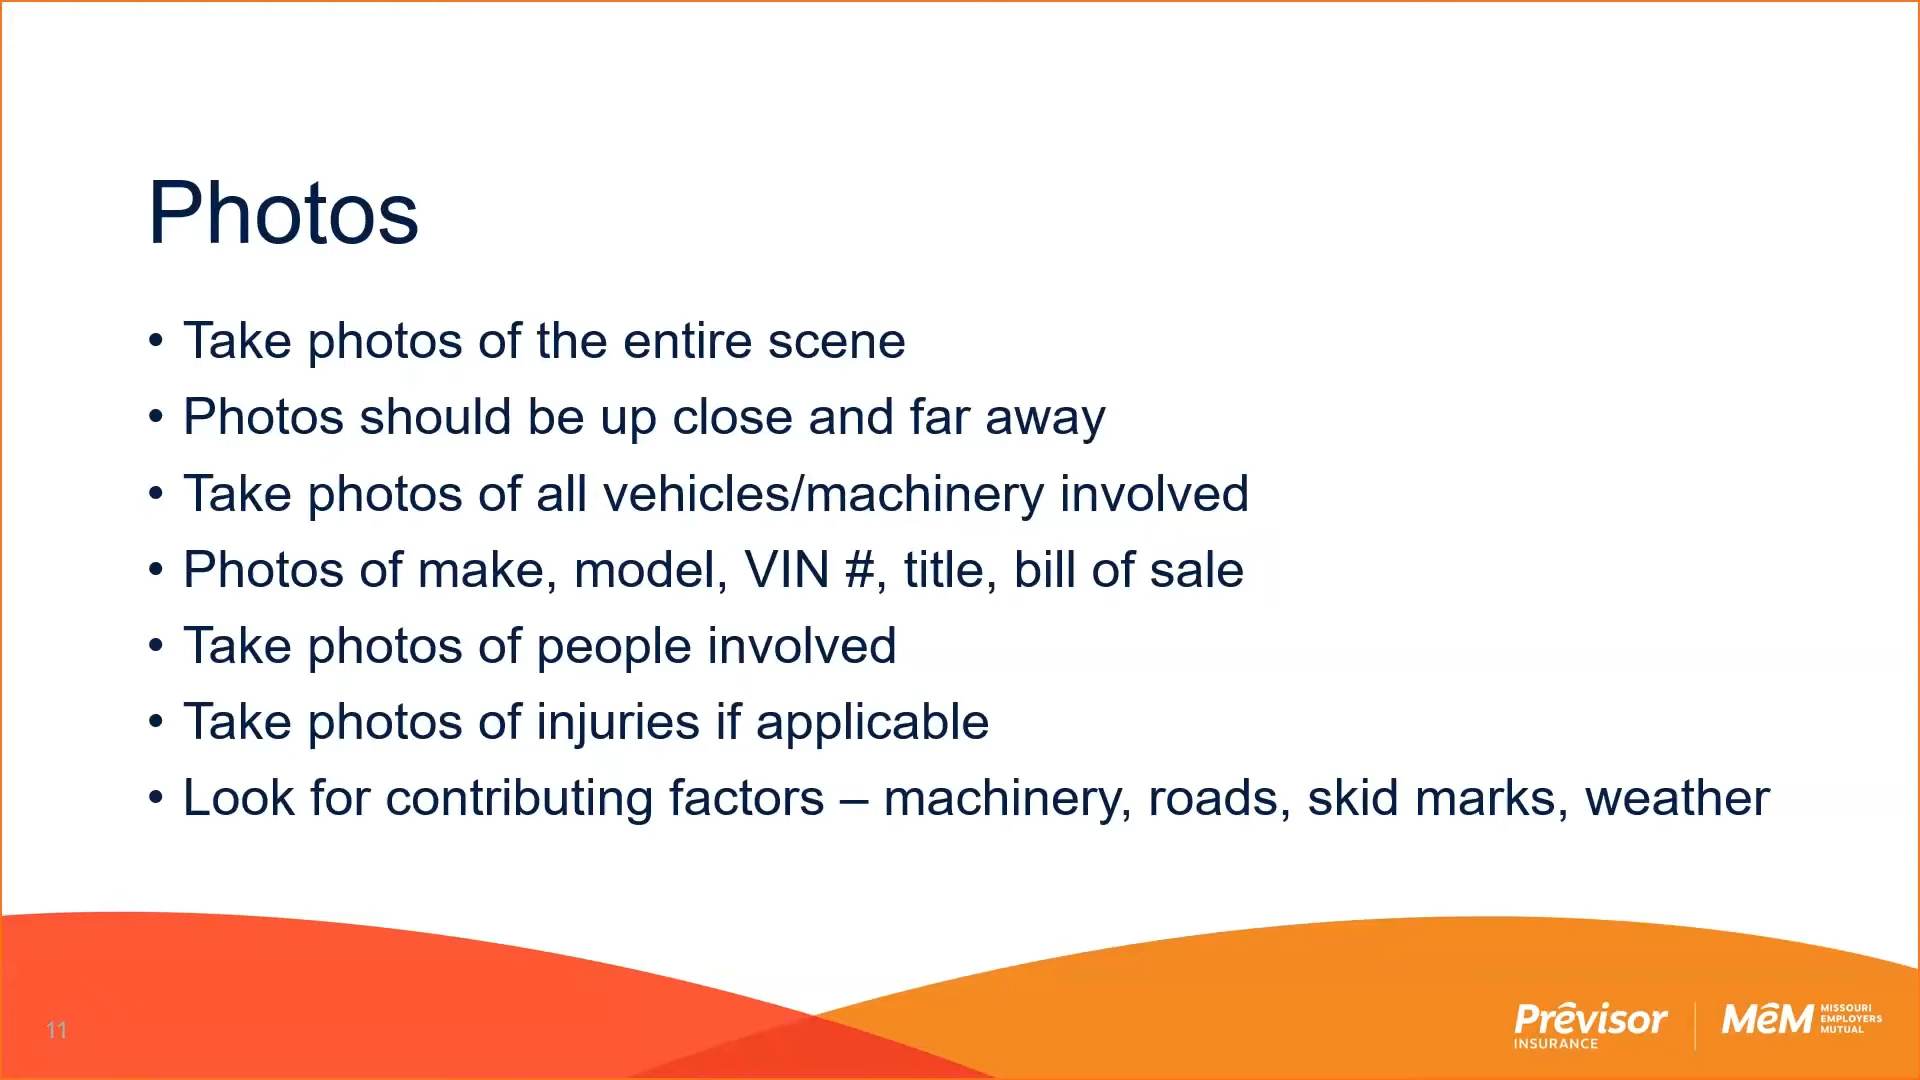 Photos
• Take photos of the entire scene
• Photos should be up close and far away
• Take photos of all vehicles/machinery involved
• Photos of make, model, VIN #, title, bill of sale
• Take photos of people involved
• Take photos of injuries if applicable
• Look for contributing factors – machinery, roads, skid marks, weather
11
Prêvisor
INSURANCE
MêM
MISSOURI
EMPLOYERS
MUTUAL